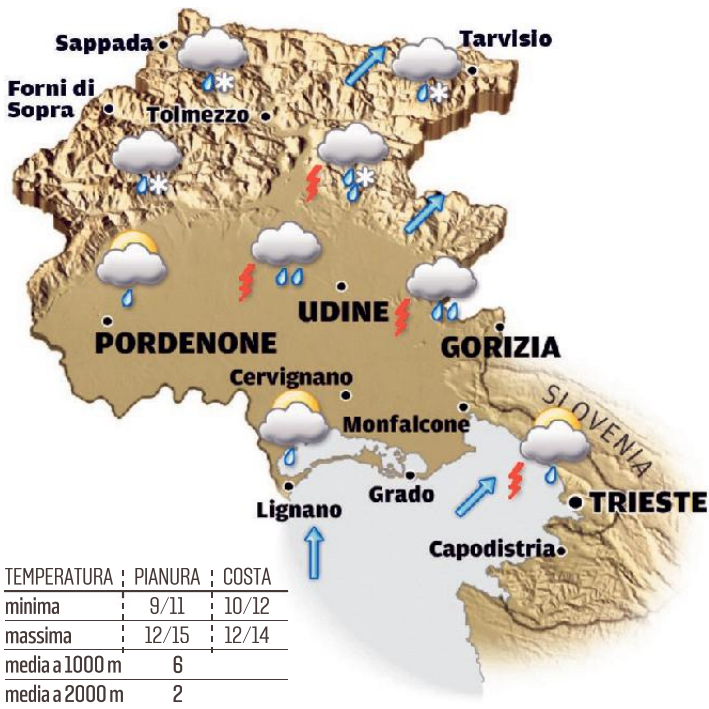 Sappada
Tarvisio
Forni di
Sopra
Tolmezzo
UDINE
PORDENONE
GORIZIA
Cervignano
Monfalcone
SLOVENIA
Grado
Lignano
TRIESTE
Capodistria
TEMPERATURA PIANURA COSTA
minima 9/11 10/12
massima 12/15 12/14
media a 1000 m 6
media a 2000 m 2